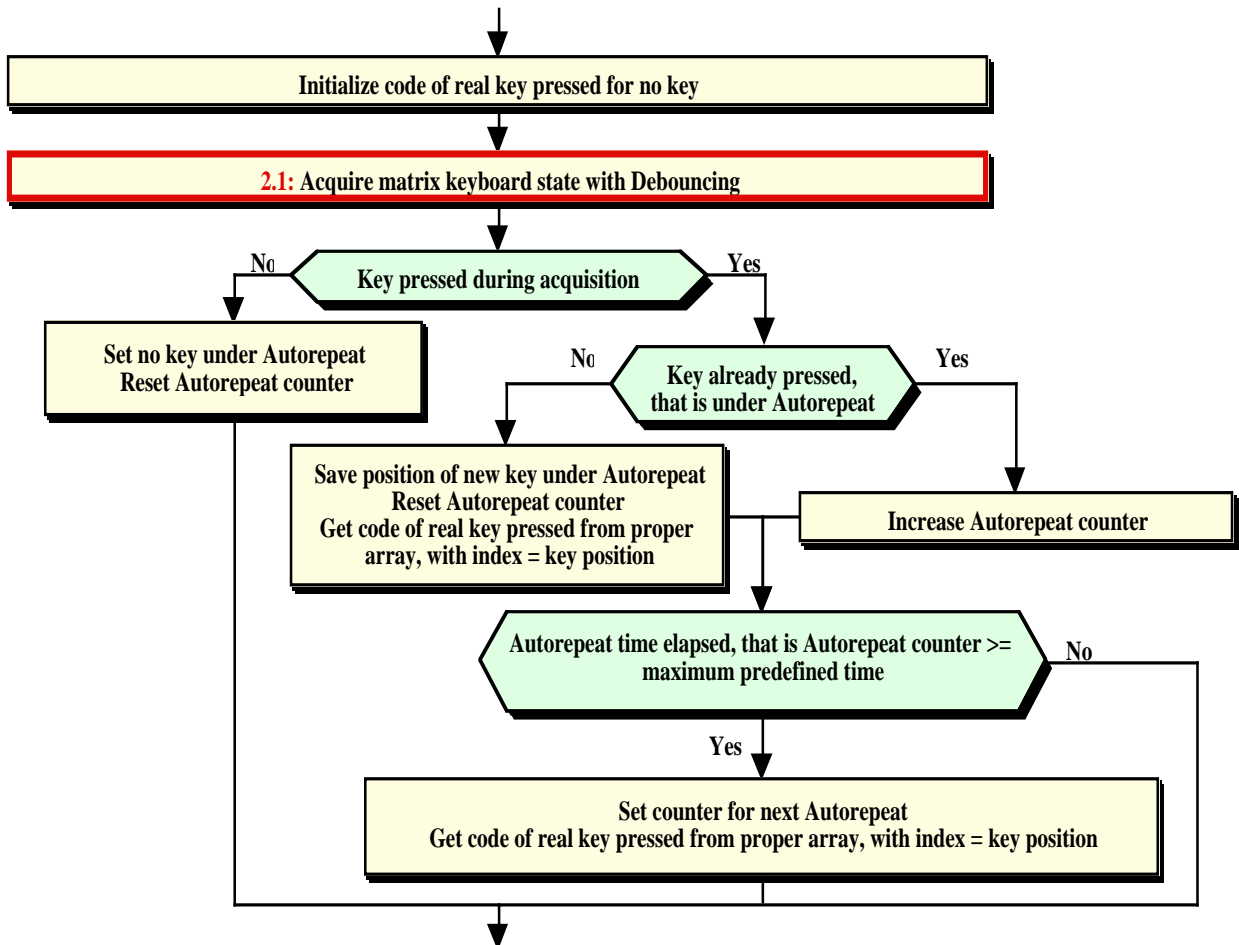 Initialize code of real key pressed for no key
2.1: Acquire matrix keyboard state with Debouncing
No
Key pressed during acquisition
Yes
Set no key under Autorepeat
Reset Autorepeat counter
No
Key already pressed,
that is under Autorepeat
Yes
Save position of new key under Autorepeat
Reset Autorepeat counter
Get code of real key pressed from proper
array, with index = key position
Increase Autorepeat counter
Autorepeat time elapsed, that is Autorepeat counter >=
maximum predefined time
No
Yes
Set counter for next Autorepeat
Get code of real key pressed from proper array, with index = key position